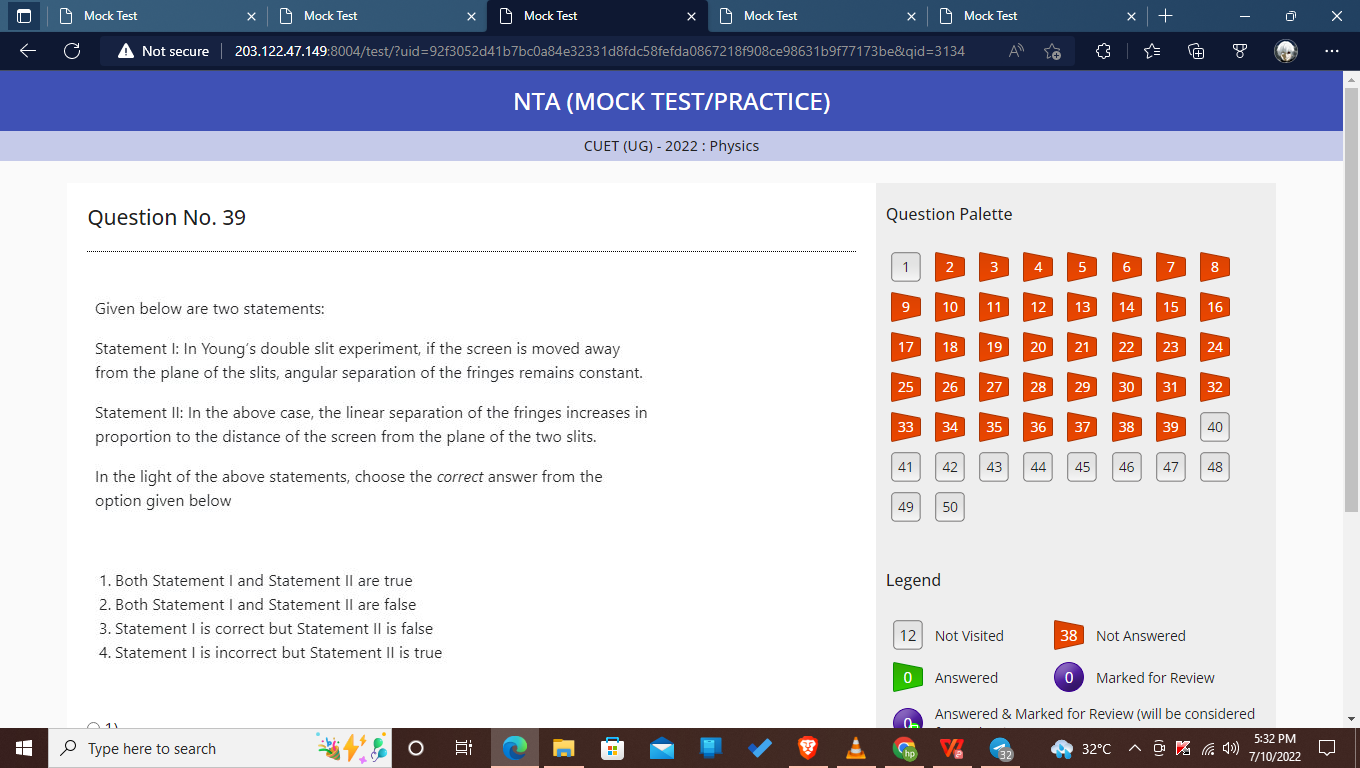 Mock Test
Mock Test
Mock Test
Mock Test
Mock Test
Not secure
203.122.47.149:8004/test/?uid=92f3052d41b7bc0a84e32331d8fdc58fefda0867218f908ce98631b9f77173be&qid=3134
NTA (MOCK TEST/PRACTICE)
CUET (UG) - 2022 : Physics
Question No. 39
Given below are two statements:
Statement I: In Young's double slit experiment, if the screen is moved away
from the plane of the slits, angular separation of the fringes remains constant.
Statement II: In the above case, the linear separation of the fringes increases in
proportion to the distance of the screen from the plane of the two slits.
In the light of the above statements, choose the correct answer from the
option given below
1. Both Statement I and Statement II are true
2. Both Statement I and Statement II are false
3. Statement I is correct but Statement II is false
4. Statement I is incorrect but Statement II is true
Question Palette
1 2 3 4 5 6 7 8
9 10 11 12 13 14 15 16
17 18 19 20 21 22 23 24
25 26 27 28 29 30 31 32
33 34 35 36 37 38 39 40
41 42 43 44 45 46 47 48
49 50
Legend
12 Not Visited
38 Not Answered
0 Answered
0 Marked for Review
0 Answered & Marked for Review (will be considered
Type here to search
hp
32
32°C
5:32 PM
7/10/2022